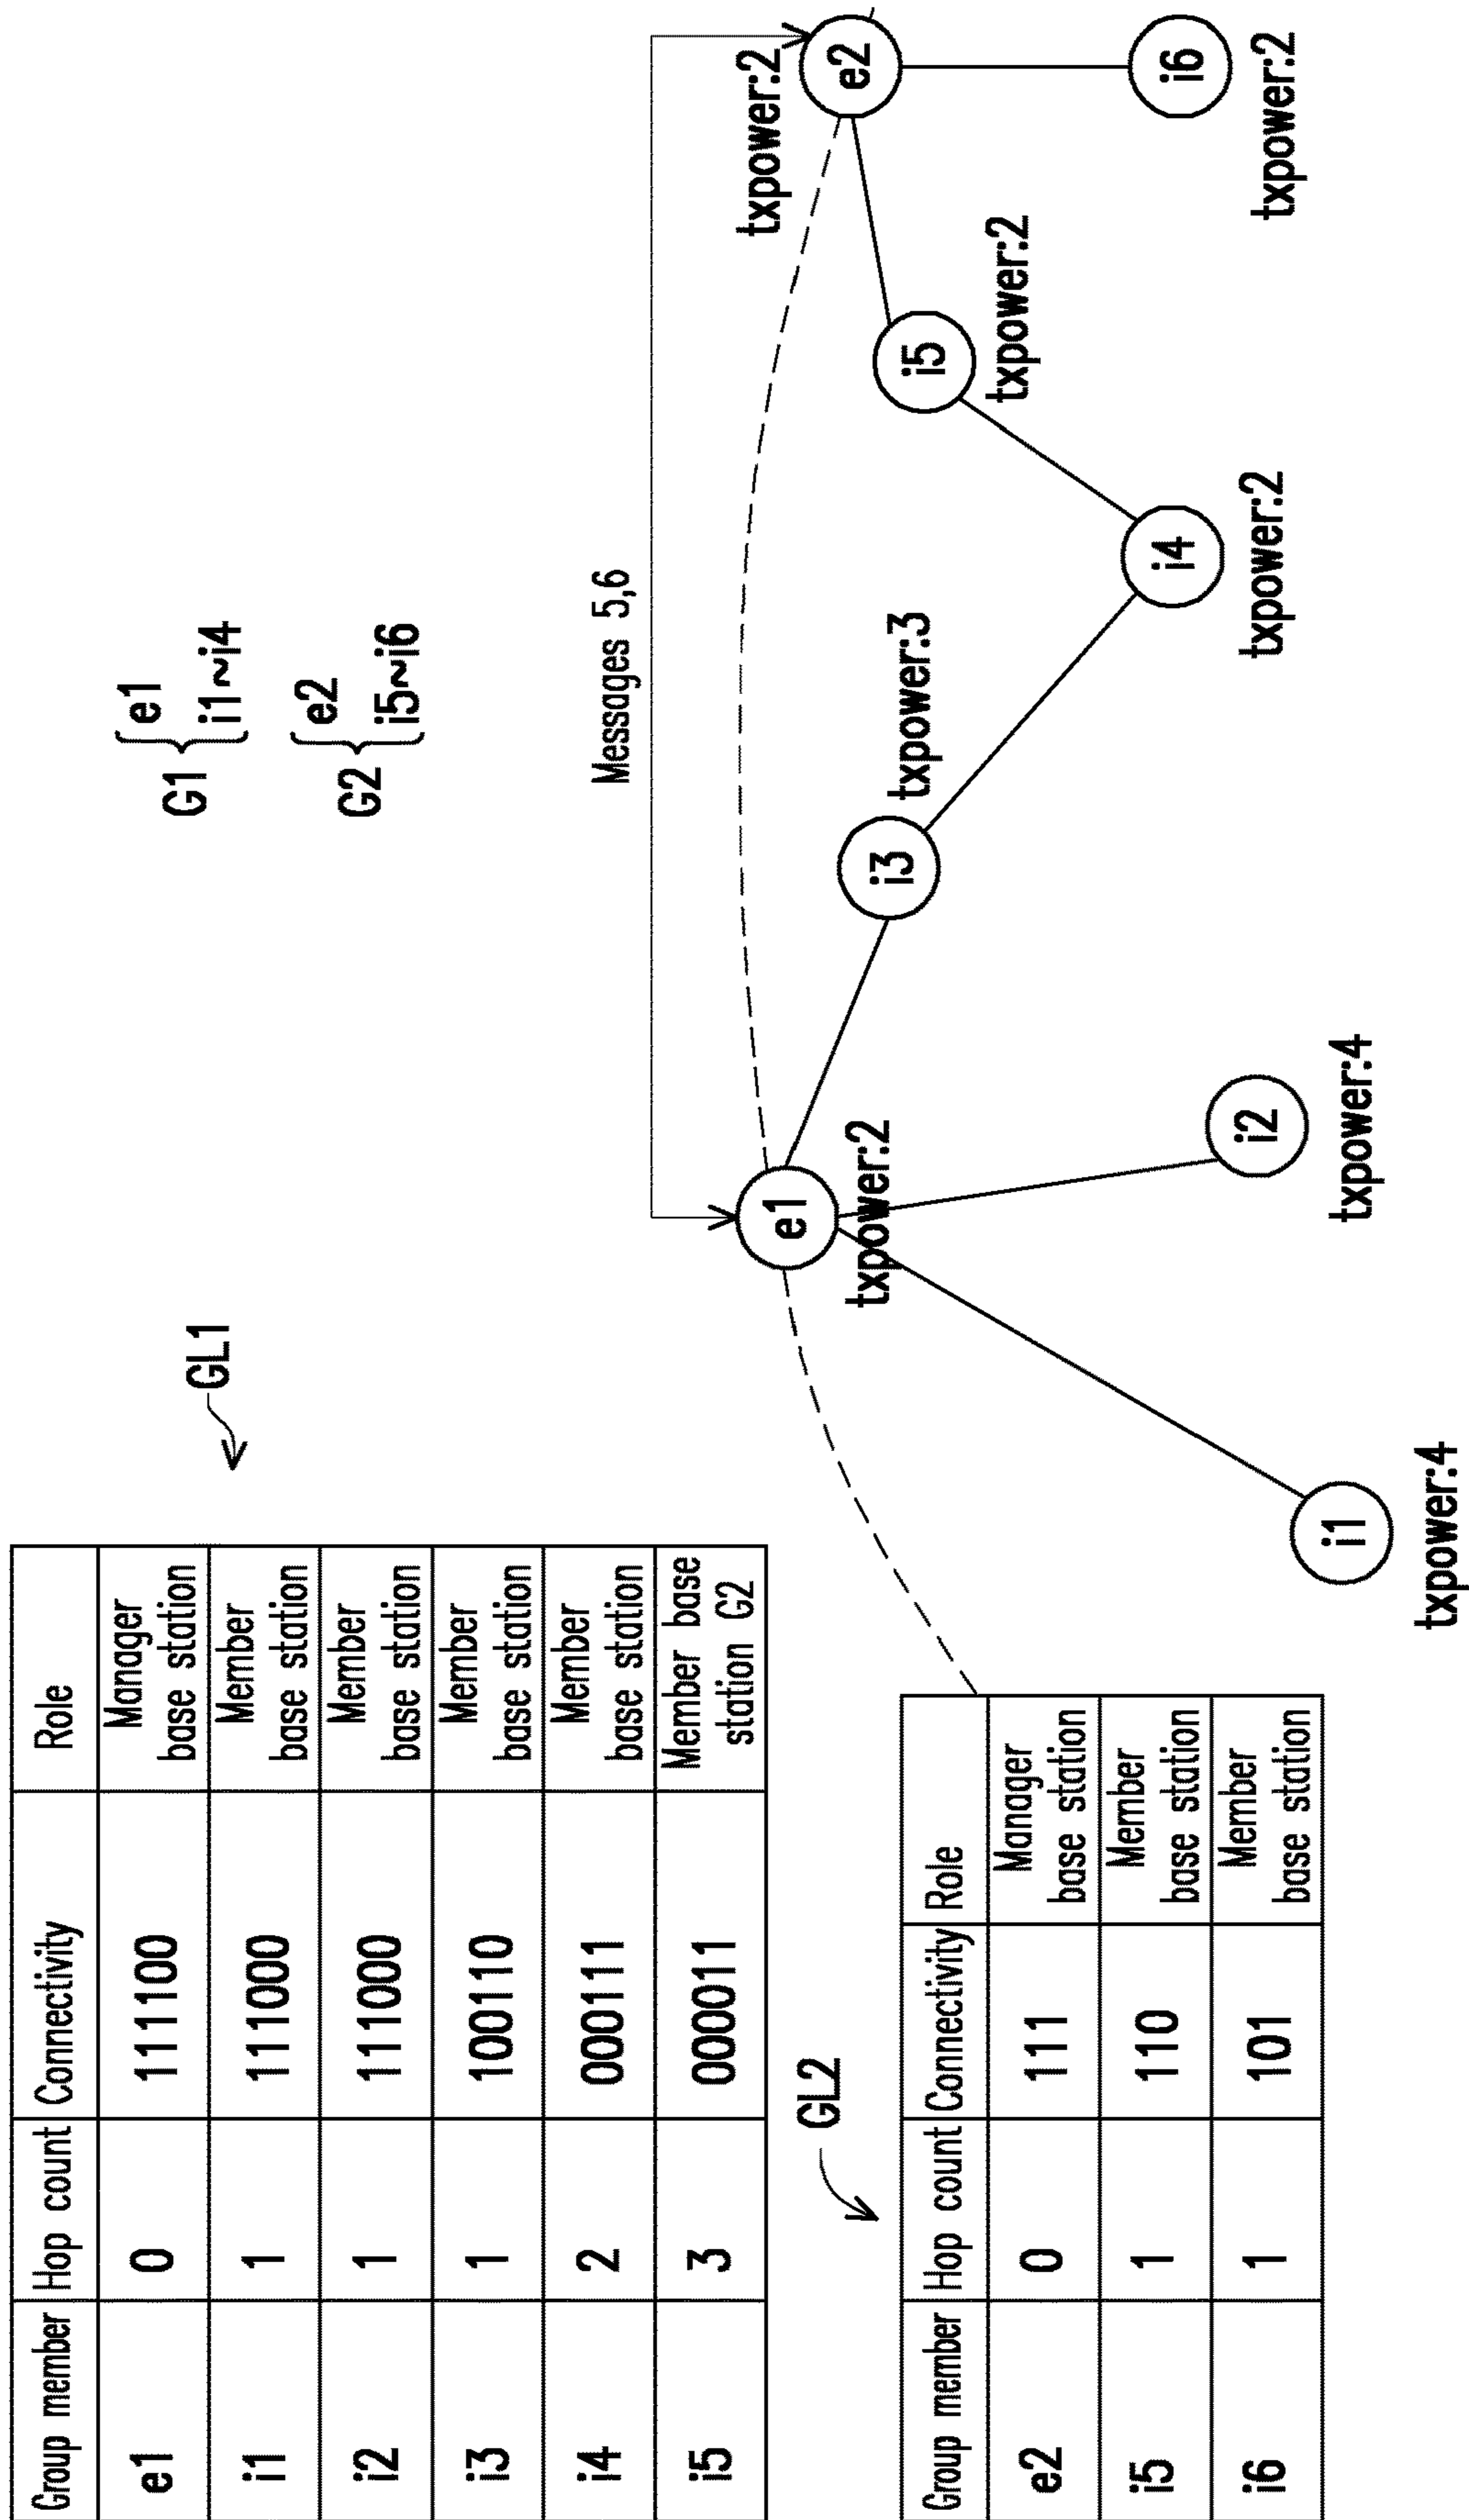 Group member Hop count Connectivity Role
e1 0 111100 Manager
base station
i1 1 111000 Member
base station
i2 1 111000 Member
base station
i3 1 100110 Member
base station
i4 2 000111 Member
base station
i5 3 000011 Member base
station G2
GL1
GL2
Group member Hop count Connectivity Role
e2 0 111 Manager
base station
i5 1 110 Member
base station
i6 1 101 Member
base station
G1 { e1
i1~i4
G2 { e2
i5~i6
Messages 5,6
e1
txpower:2
i1
txpower:4
i2
txpower:4
i3
txpower:3
i4
txpower:2
i5
txpower:2
e2
txpower:2
i6
txpower:2